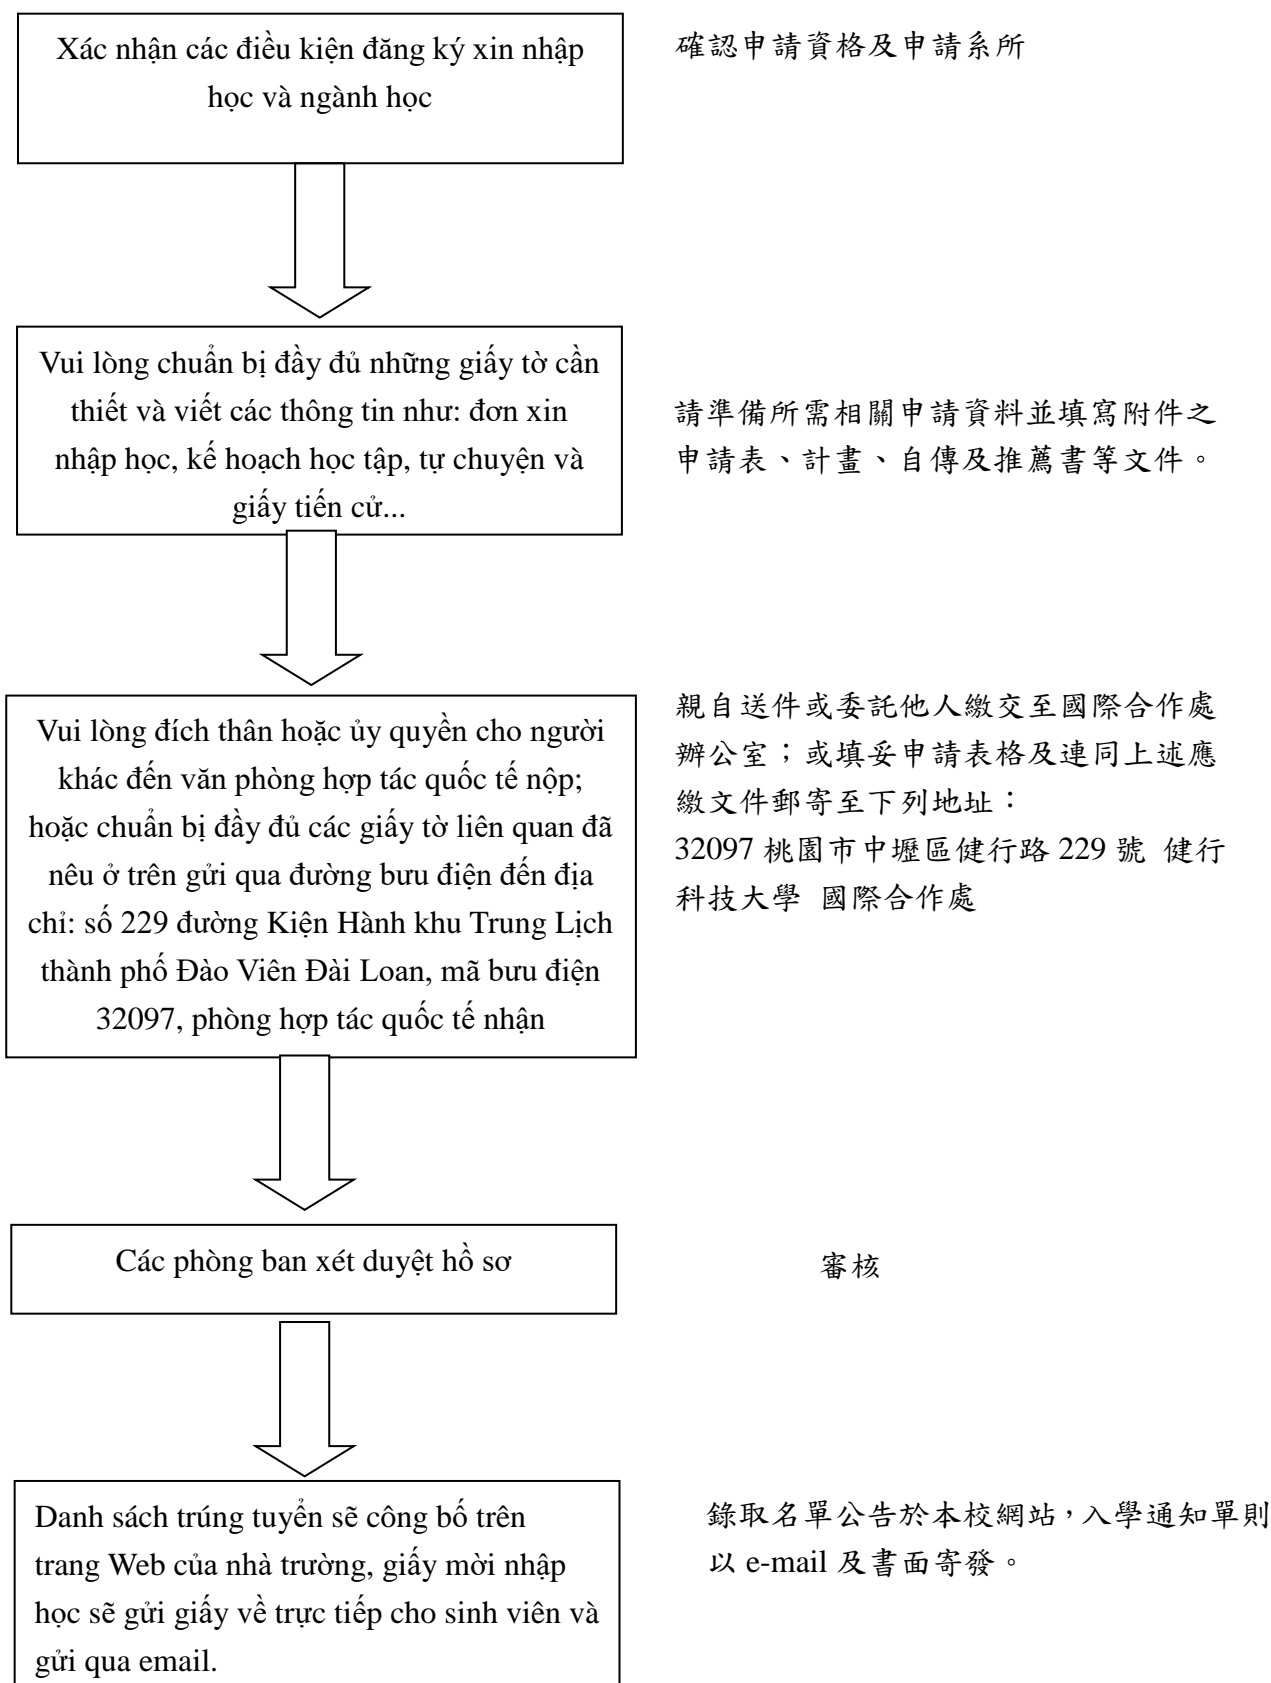 Xác nhận các điều kiện đăng ký xin nhập
học và ngành học
確認申請資格及申請系所
Vui lòng chuẩn bị đầy đủ những giấy tờ cần
thiết và viết các thông tin như: đơn xin
nhập học, kế hoạch học tập, tự chuyện và
giấy tiến cử...
請準備所需相關申請資料並填寫附件之
申請表、計畫、自傳及推薦書等文件。
Vui lòng đích thân hoặc ủy quyền cho người
khác đến văn phòng hợp tác quốc tế nộp;
hoặc chuẩn bị đầy đủ các giấy tờ liên quan đã
nêu ở trên gửi qua đường bưu điện đến địa
chỉ: số 229 đường Kiện Hành khu Trung Lịch
thành phố Đào Viên Đài Loan, mã bưu điện
32097, phòng hợp tác quốc tế nhận
親自送件或委託他人繳交至國際合作處
辦公室；或填妥申請表格及連同上述應
繳文件郵寄至下列地址：
32097 桃園市中壢區健行路 229 號 健行
科技大學 國際合作處
Các phòng ban xét duyệt hồ sơ
審核
Danh sách trúng tuyển sẽ công bố trên
trang Web của nhà trường, giấy mời nhập
học sẽ gửi giấy về trực tiếp cho sinh viên và
gửi qua email.
錄取名單公告於本校網站，入學通知單則
以 e-mail 及書面寄發。